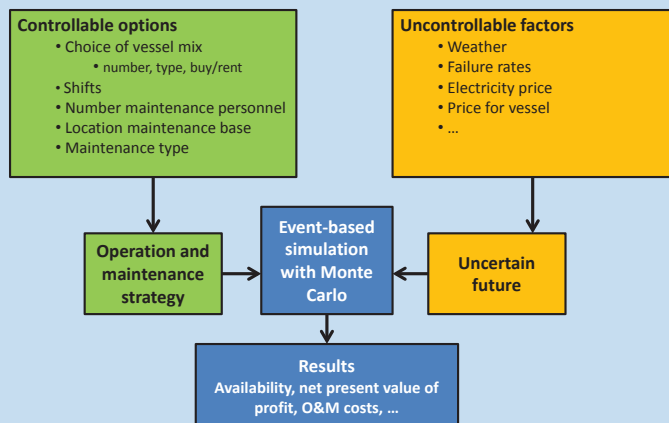 Controllable options
• Choice of vessel mix
• number, type, buy/rent
• Shifts
• Number maintenance personnel
• Location maintenance base
• Maintenance type
Uncontrollable factors
• Weather
• Failure rates
• Electricity price
• Price for vessel
• …
Operation and
maintenance
strategy
Event-based
simulation
with Monte
Carlo
Uncertain
future
Results
Availability, net present value of
profit, O&M costs, …